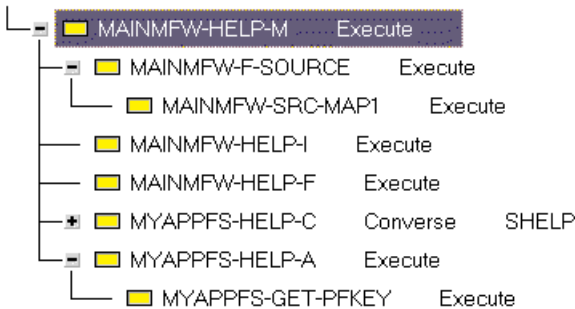 MAINMFW-HELP-M Execute
MAINMFW-F-SOURCE Execute
MAINMFW-SRC-MAP1 Execute
MAINMFW-HELP-I Execute
MAINMFW-HELP-F Execute
MYAPPFS-HELP-C Converse SHELP
MYAPPFS-HELP-A Execute
MYAPPFS-GET-PFKEY Execute